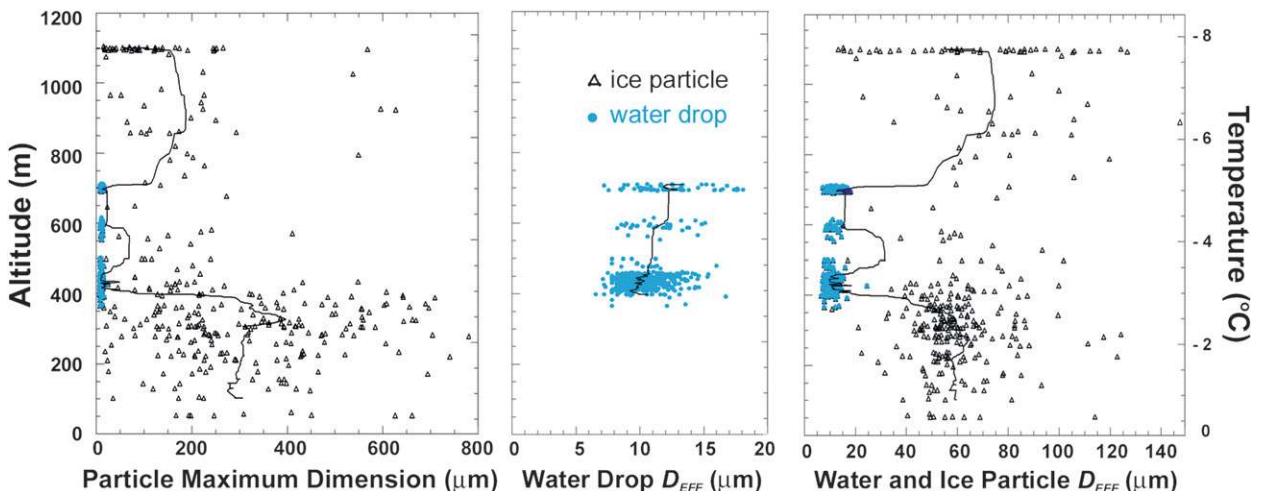 1200
1000
800
600
400
200
0
Altitude (m)
0 200 400 600 800
Particle Maximum Dimension (μm)
ice particle
water drop
0 5 10 15 20
Water Drop D_EFF (μm)
0 20 40 60 80 100 120 140
Water and Ice Particle D_EFF (μm)
- 8
- 6
- 4
- 2
0
Temperature (°C)